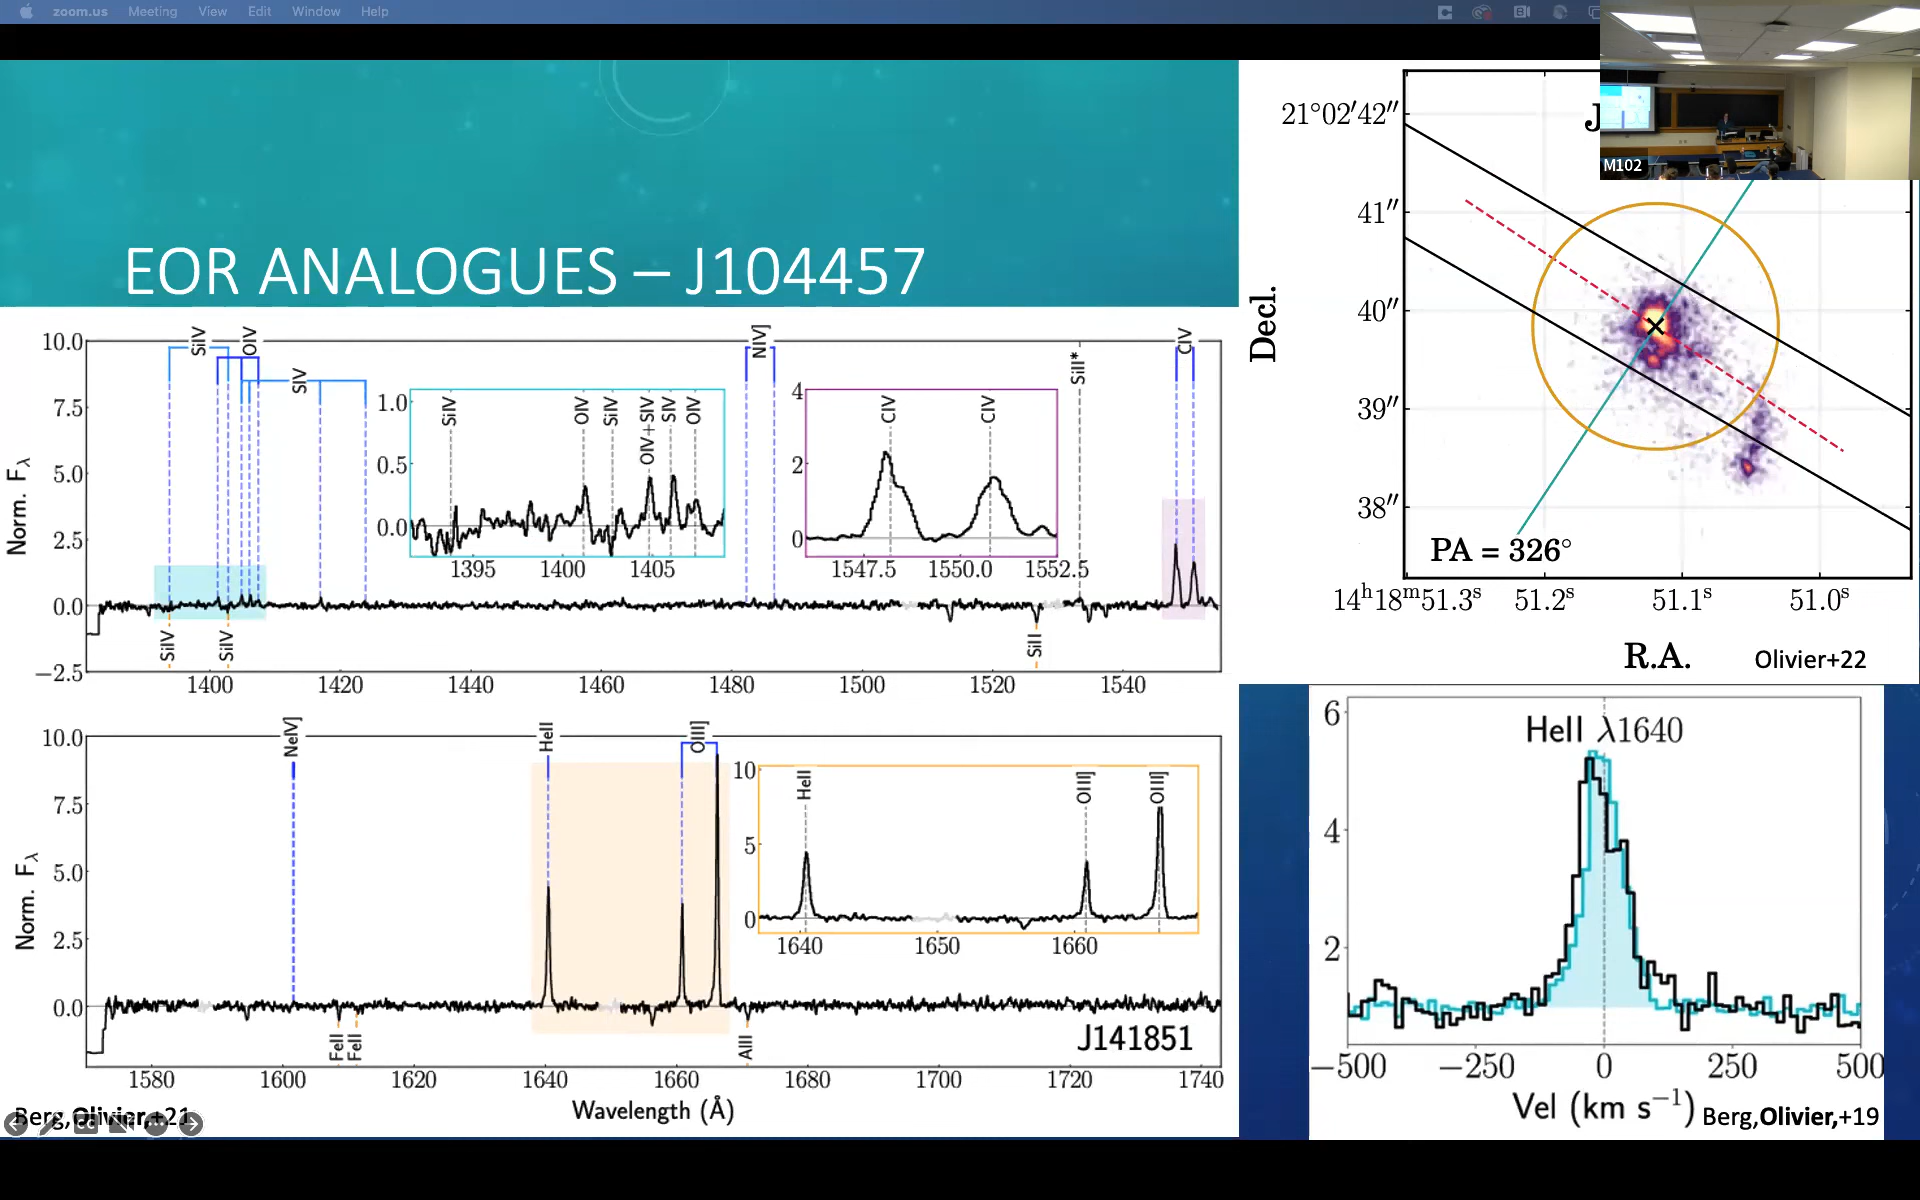 zoom.us Meeting View Edit Window Help
M102
EOR ANALOGUES – J104457
10.0
7.5
5.0
2.5
0.0
−2.5
Norm. Fλ
SiIV
OIV
SIV
NIV]
SiII*
CIV
1.0
0.5
0.0
SiIV
OIV
SiIV
OIV+SIV
SIV
OIV
1395 1400 1405
4
2
0
CIV
CIV
1547.5 1550.0 1552.5
SiIV
SiIV
SiII
1400 1420 1440 1460 1480 1500 1520 1540
10.0
7.5
5.0
2.5
0.0
Norm. Fλ
NeIV]
HeII
OIII]
10
5
0
HeII
OIII]
OIII]
1640 1650 1660
FeII
FeII
AlII
J141851
1580 1600 1620 1640 1660 1680 1700 1720 1740
Wavelength (Å)
Berg,Olivier,+21
J
21°02′42″
41″
40″
39″
38″
Decl.
PA = 326°
14ʰ18ᵐ51.3ˢ 51.2ˢ 51.1ˢ 51.0ˢ
R.A.
Olivier+22
6
4
2
HeII λ1640
−500 −250 0 250 500
Vel (km s⁻¹)
Berg,Olivier,+19